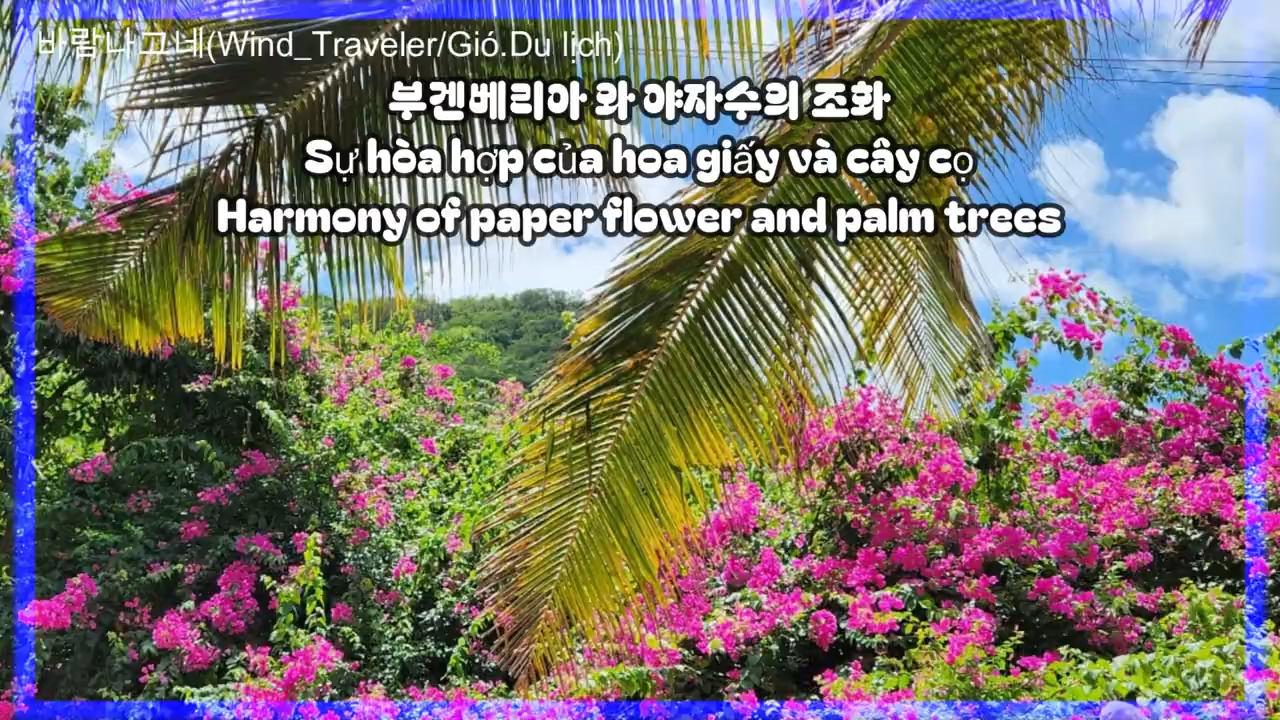 바람나그네(Wind_Traveler/Gió.Du lịch)
부겐베리아 와 야자수의 조화
Sự hòa hợp của hoa giấy và cây cọ
Harmony of paper flower and palm trees